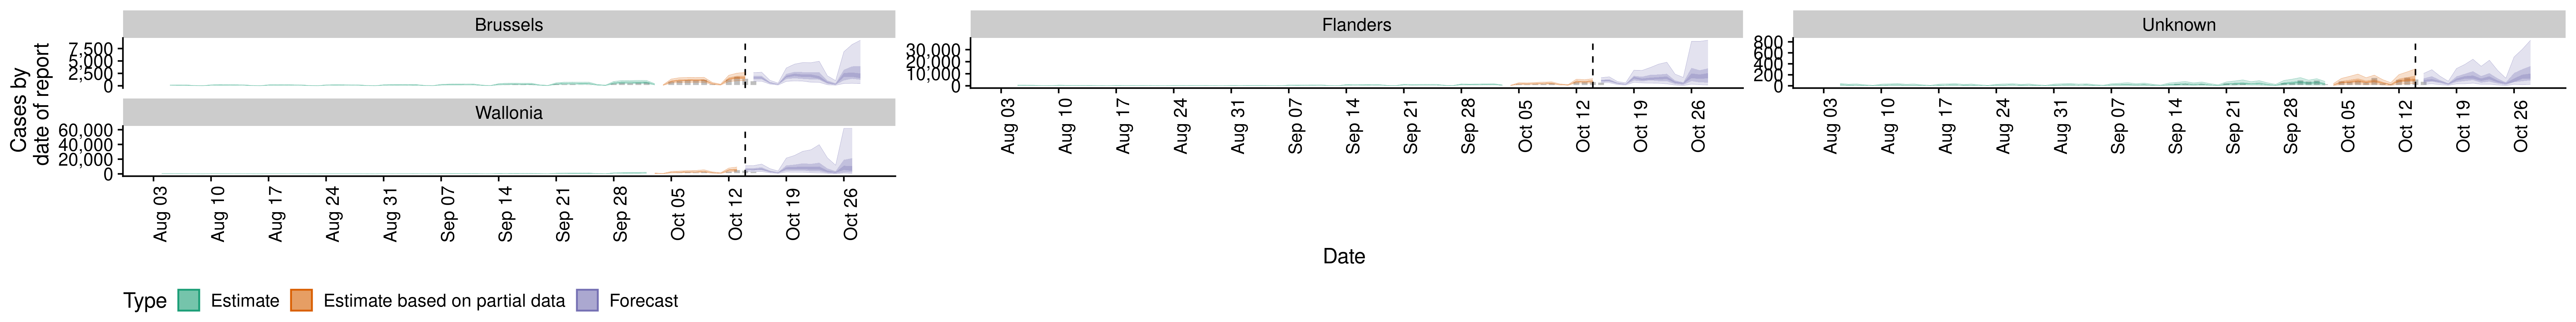 Brussels
Flanders
Unknown
Cases by
date of report
7,500
5,000
2,500
0
30,000
20,000
10,000
0
800
600
400
200
0
Aug 03 Aug 10 Aug 17 Aug 24 Aug 31 Sep 07 Sep 14 Sep 21 Sep 28 Oct 05 Oct 12 Oct 19 Oct 26
Aug 03 Aug 10 Aug 17 Aug 24 Aug 31 Sep 07 Sep 14 Sep 21 Sep 28 Oct 05 Oct 12 Oct 19 Oct 26
Wallonia
60,000
40,000
20,000
0
Aug 03 Aug 10 Aug 17 Aug 24 Aug 31 Sep 07 Sep 14 Sep 21 Sep 28 Oct 05 Oct 12 Oct 19 Oct 26
Date
Type Estimate Estimate based on partial data Forecast